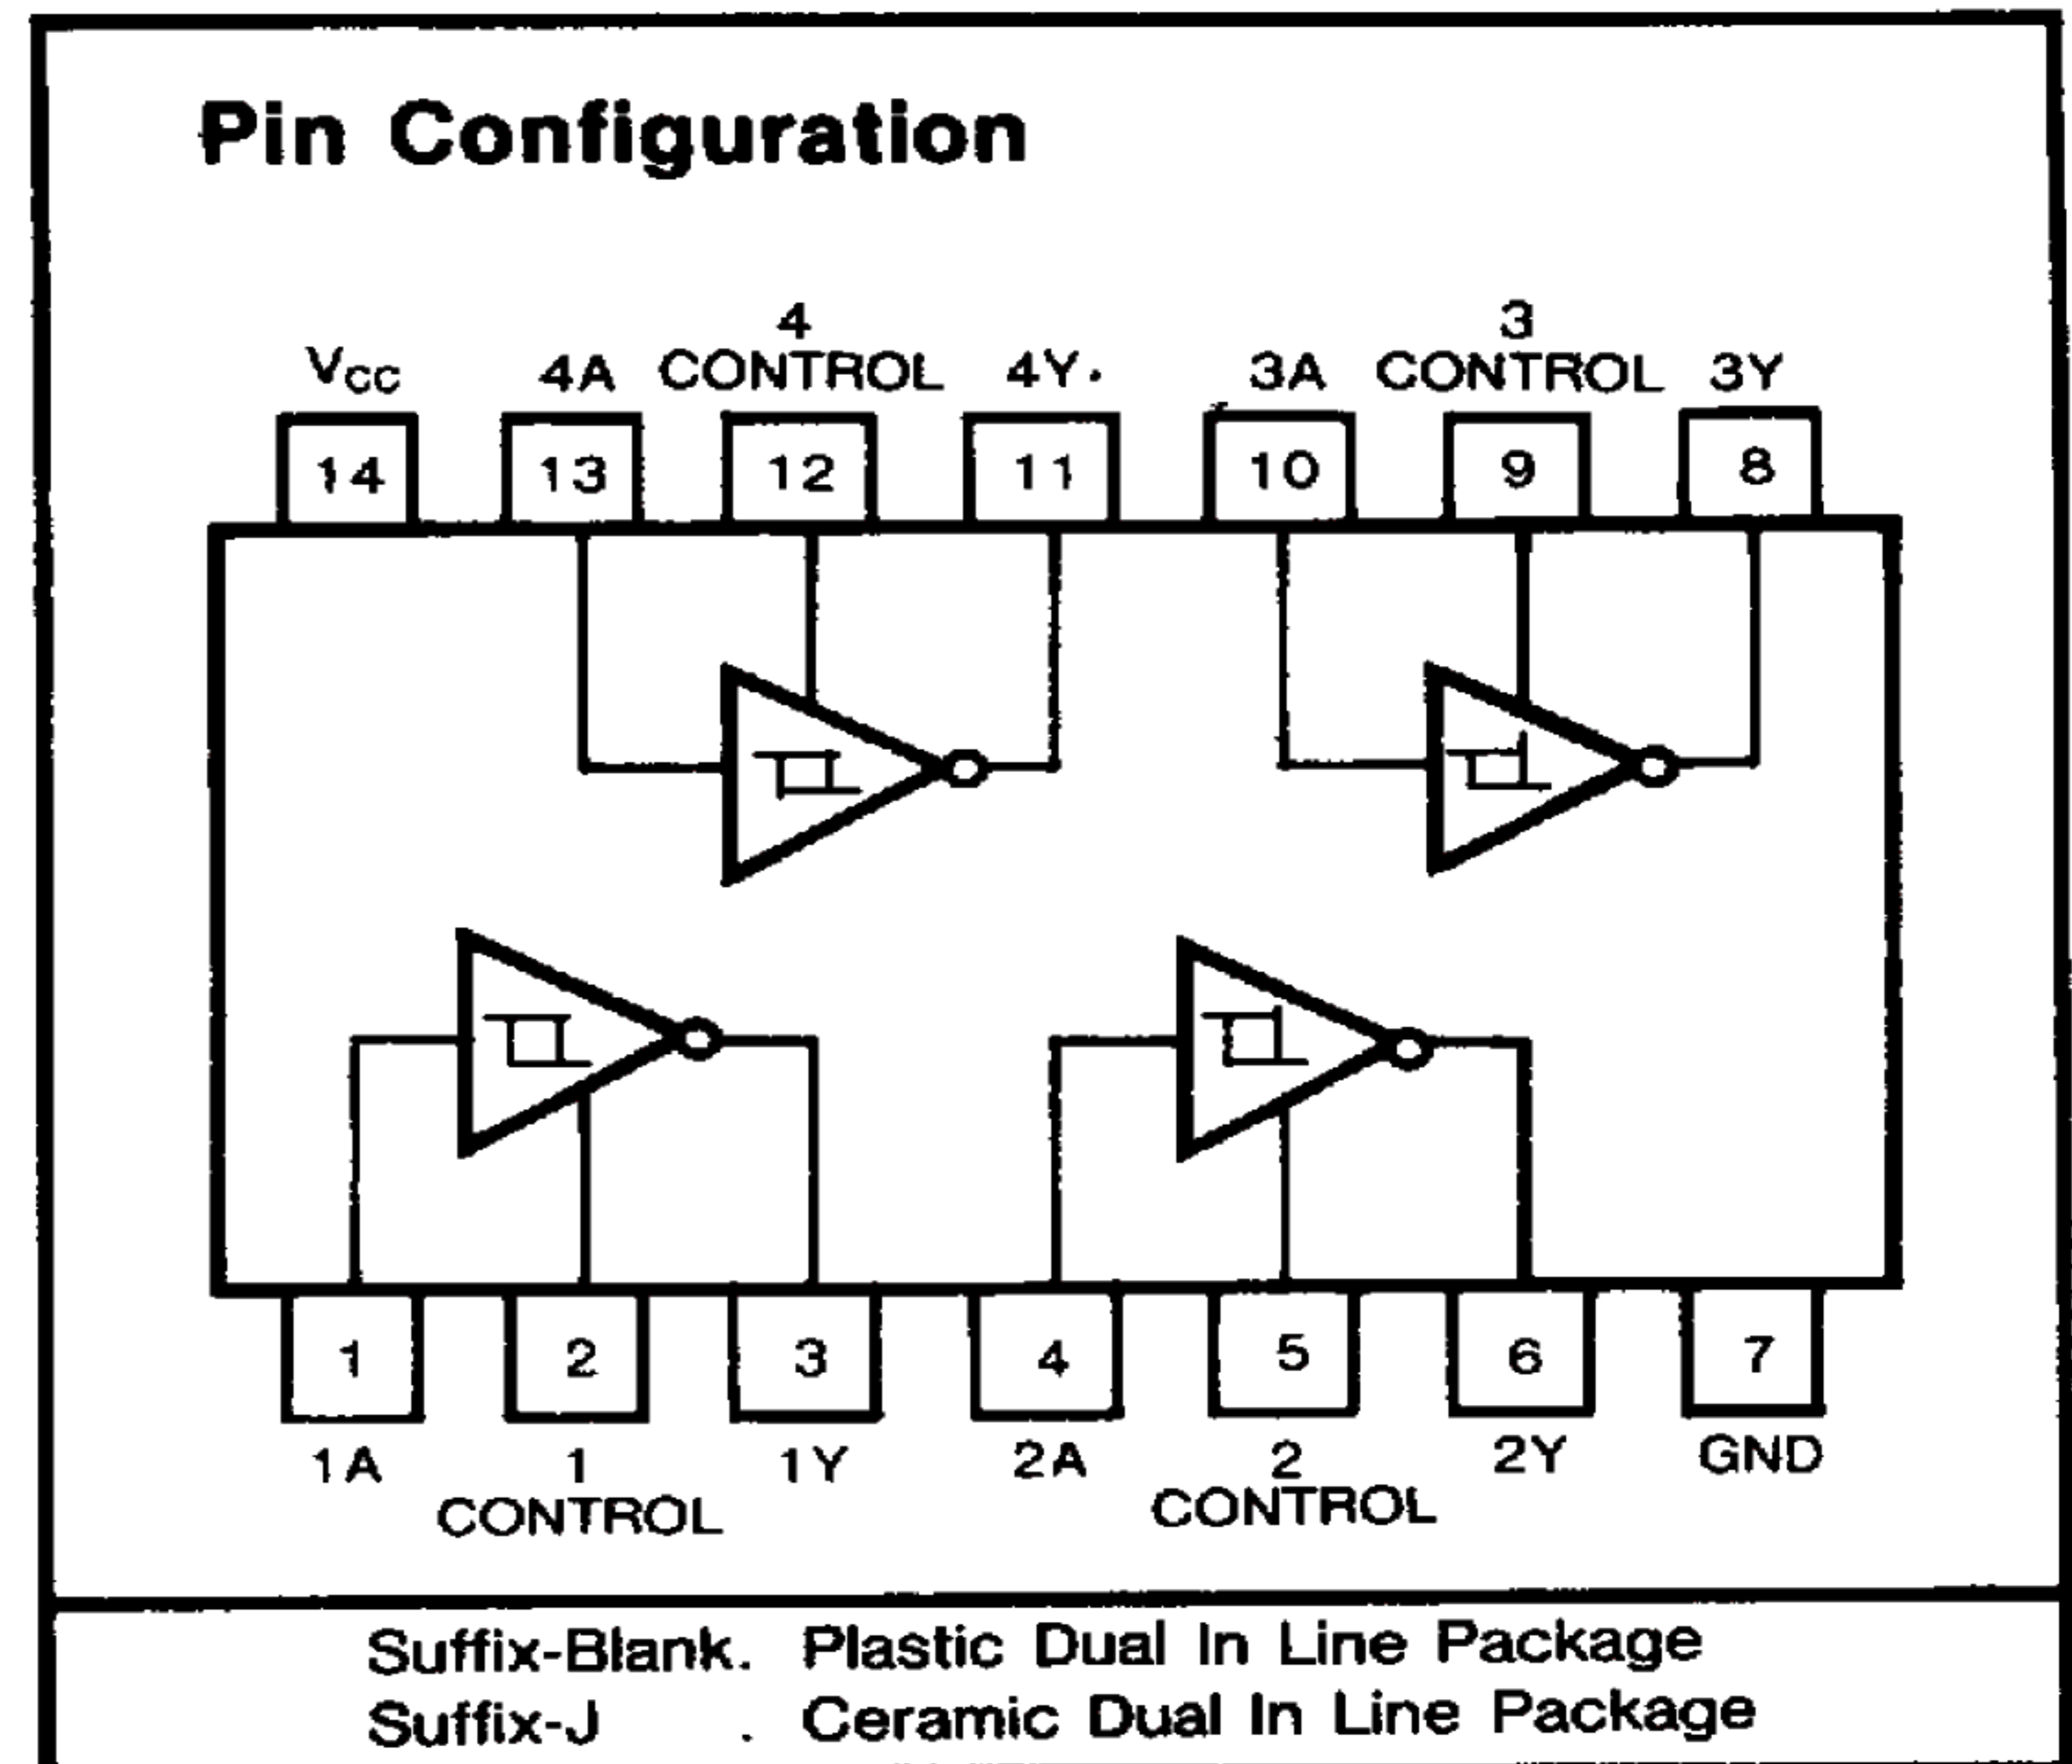 Pin Configuration
4 3
VCC 4A CONTROL 4Y. 3A CONTROL 3Y
14 13 12 11 10 9 8
1 2 3 4 5 6 7
1A 1 1Y 2A 2 2Y GND
CONTROL CONTROL
Suffix-Blank. Plastic Dual In Line Package
Suffix-J . Ceramic Dual In Line Package